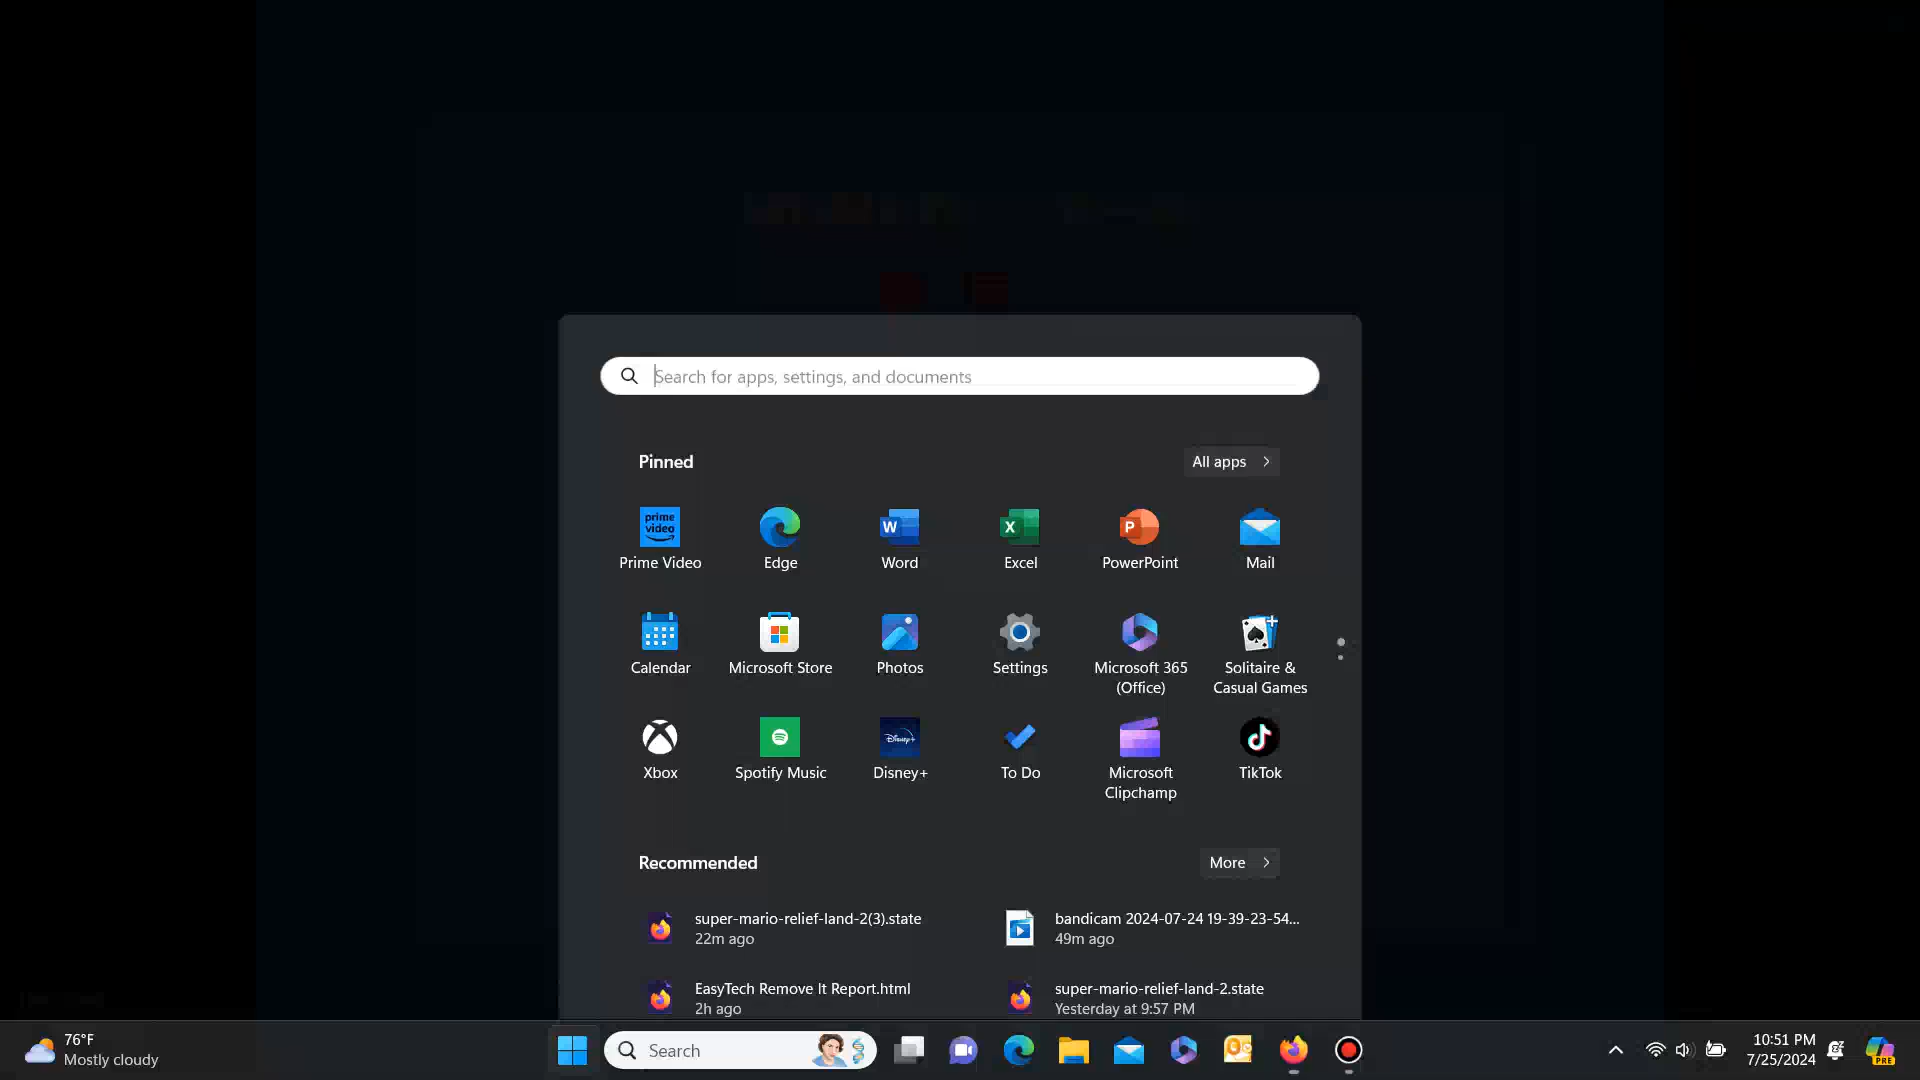 Search for apps, settings, and documents
Pinned
All apps
prime
video
Prime Video
Edge
W
Word
X
Excel
P
PowerPoint
Mail
Calendar
Microsoft Store
Photos
Settings
Microsoft 365
(Office)
Solitaire &
Casual Games
Xbox
Spotify Music
Disney+
Disney+
To Do
Microsoft
Clipchamp
TikTok
Recommended
More
super-mario-relief-land-2(3).state
22m ago
bandicam 2024-07-24 19-39-23-54...
49m ago
EasyTech Remove It Report.html
2h ago
super-mario-relief-land-2.state
Yesterday at 9:57 PM
76°F
Mostly cloudy
Search
10:51 PM
7/25/2024
PRE